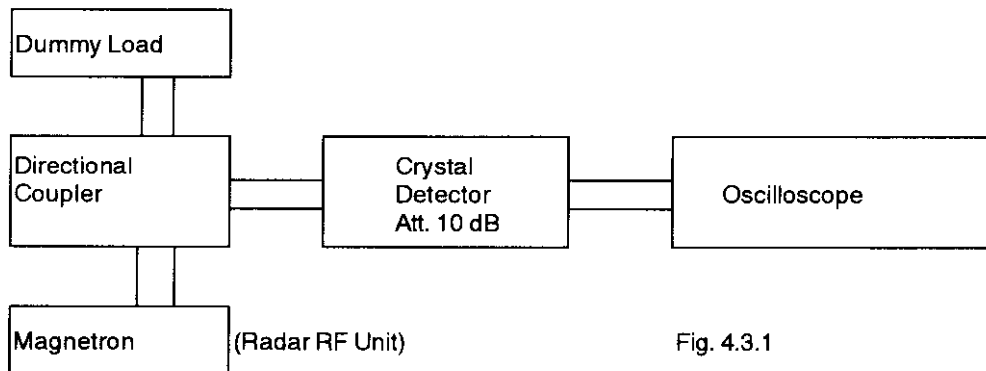 Dummy Load
Directional
Coupler
Crystal
Detector
Att. 10 dB
Oscilloscope
Magnetron
(Radar RF Unit)
Fig. 4.3.1